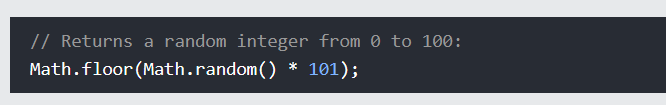 // Returns a random integer from 0 to 100:
Math.floor(Math.random() * 101);